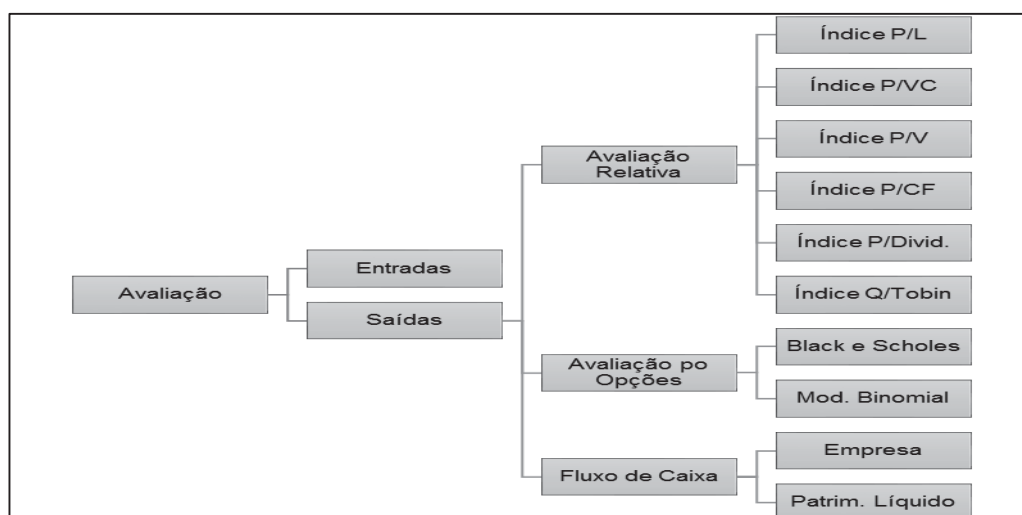 Avaliação
Entradas
Saídas
Avaliação
Relativa
Avaliação po
Opções
Fluxo de Caixa
Índice P/L
Índice P/VC
Índice P/V
Índice P/CF
Índice P/Divid.
Índice Q/Tobin
Black e Scholes
Mod. Binomial
Empresa
Patrim. Líquido